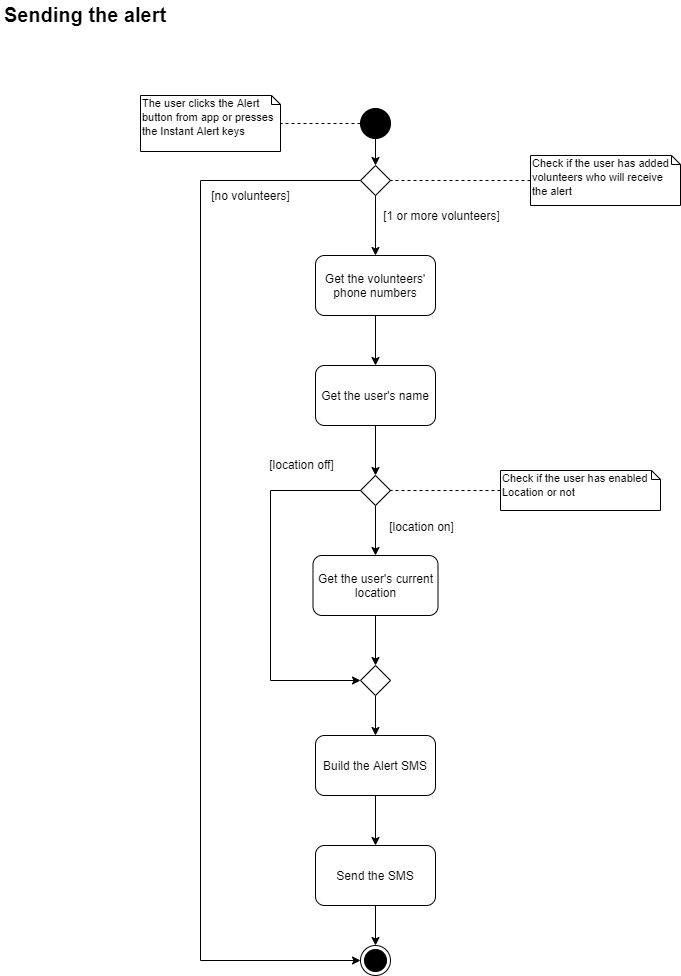 Sending the alert
The user clicks the Alert
button from app or presses
the Instant Alert keys
Check if the user has added
volunteers who will receive
the alert
[no volunteers]
[1 or more volunteers]
Get the volunteers'
phone numbers
Get the user's name
[location off]
Check if the user has enabled
Location or not
[location on]
Get the user's current
location
Build the Alert SMS
Send the SMS